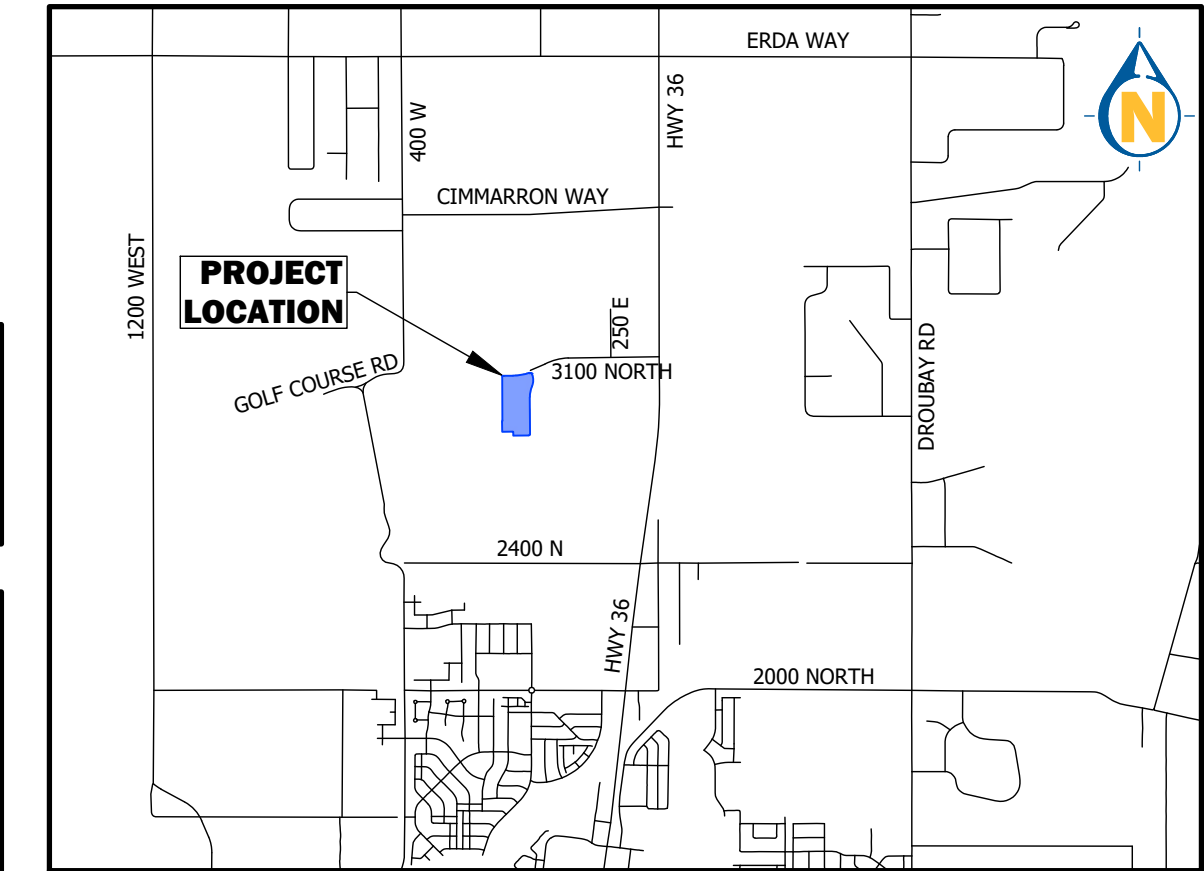 ERDA WAY
HWY 36
400 W
N
CIMMARRON WAY
1200 WEST
PROJECT
LOCATION
250 E
GOLF COURSE RD
3100 NORTH
DROUBAY RD
2400 N
HWY 36
2000 NORTH